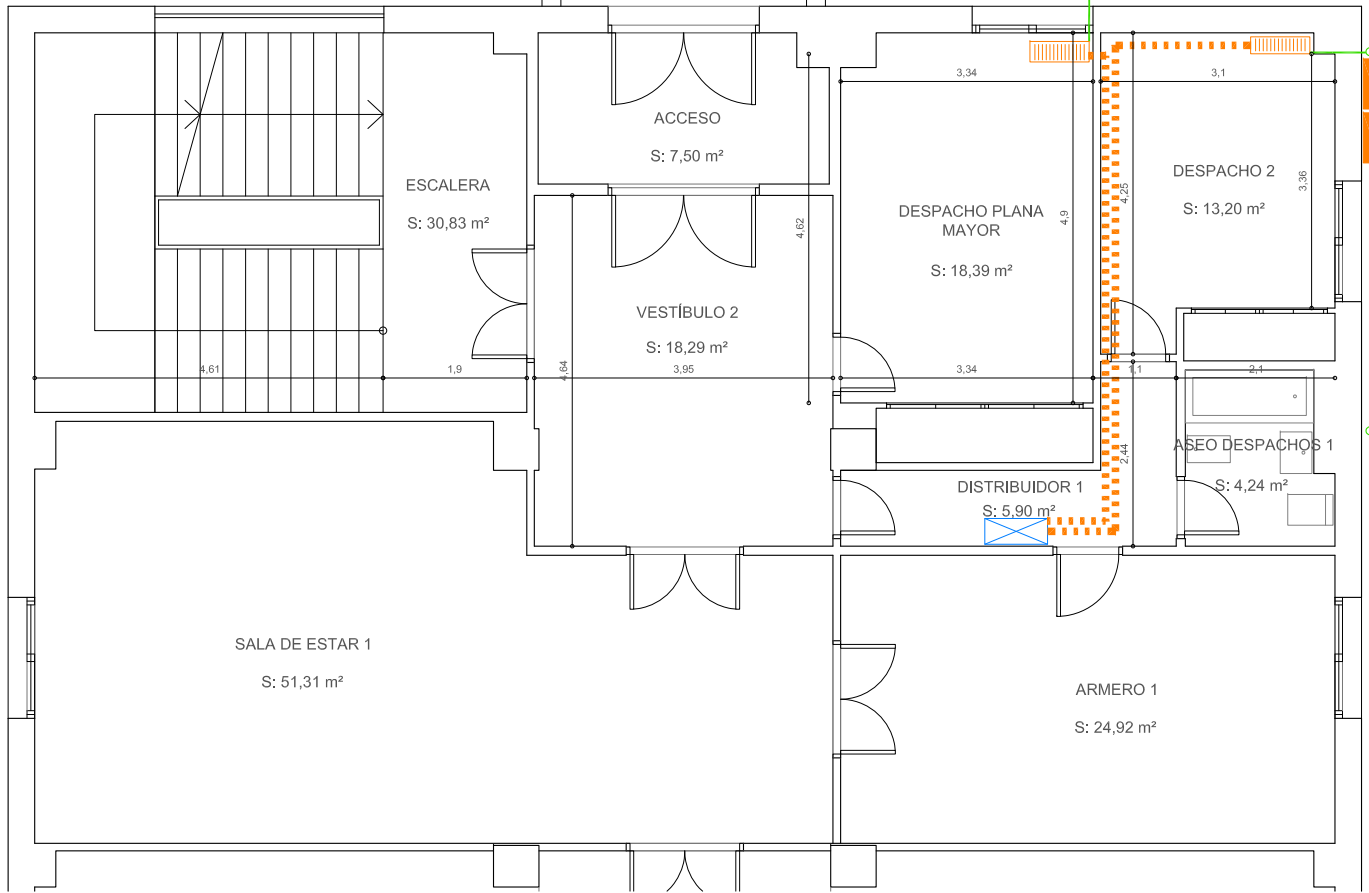 ACCESO
S: 7,50 m²
ESCALERA
S: 30,83 m²
VESTÍBULO 2
S: 18,29 m²
DESPACHO PLANA
MAYOR
S: 18,39 m²
DESPACHO 2
S: 13,20 m²
3,34
3,1
4,62
4,9
4,25
3,36
4,61
1,9
4,64
3,95
3,34
1,1
2,1
2,44
ASEO DESPACHOS 1
S: 4,24 m²
DISTRIBUIDOR 1
S: 5,90 m²
SALA DE ESTAR 1
S: 51,31 m²
ARMERO 1
S: 24,92 m²